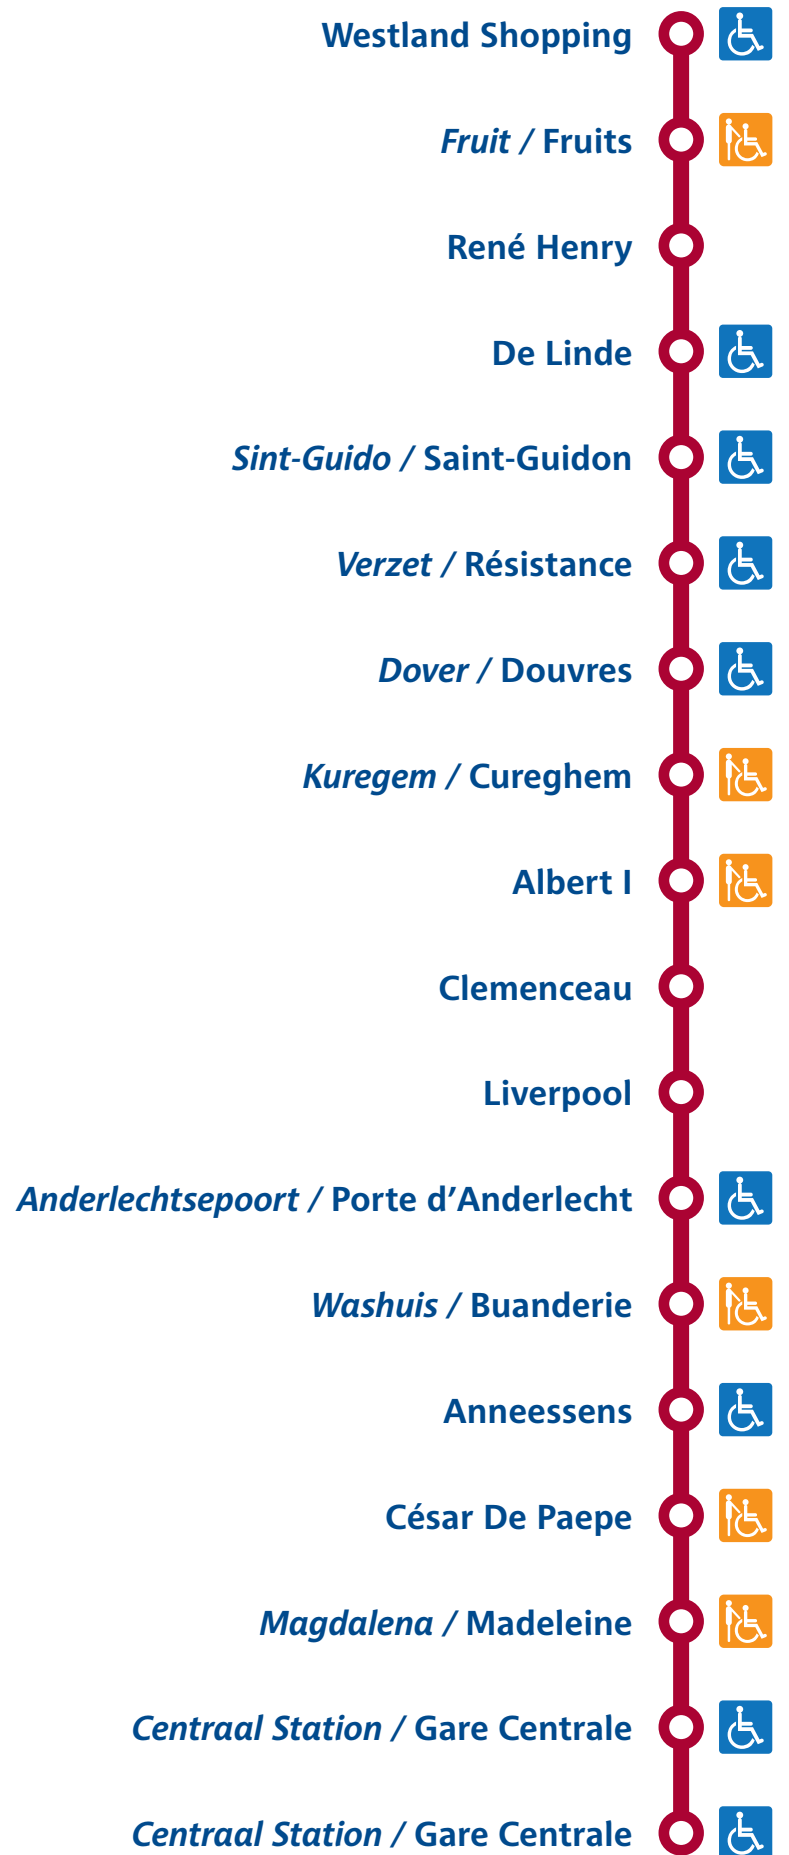 Westland Shopping
Fruit / Fruits
René Henry
De Linde
Sint-Guido / Saint-Guidon
Verzet / Résistance
Dover / Douvres
Kuregem / Cureghem
Albert I
Clemenceau
Liverpool
Anderlechtsepoort / Porte d’Anderlecht
Washuis / Buanderie
Anneessens
César De Paepe
Magdalena / Madeleine
Centraal Station / Gare Centrale
Centraal Station / Gare Centrale